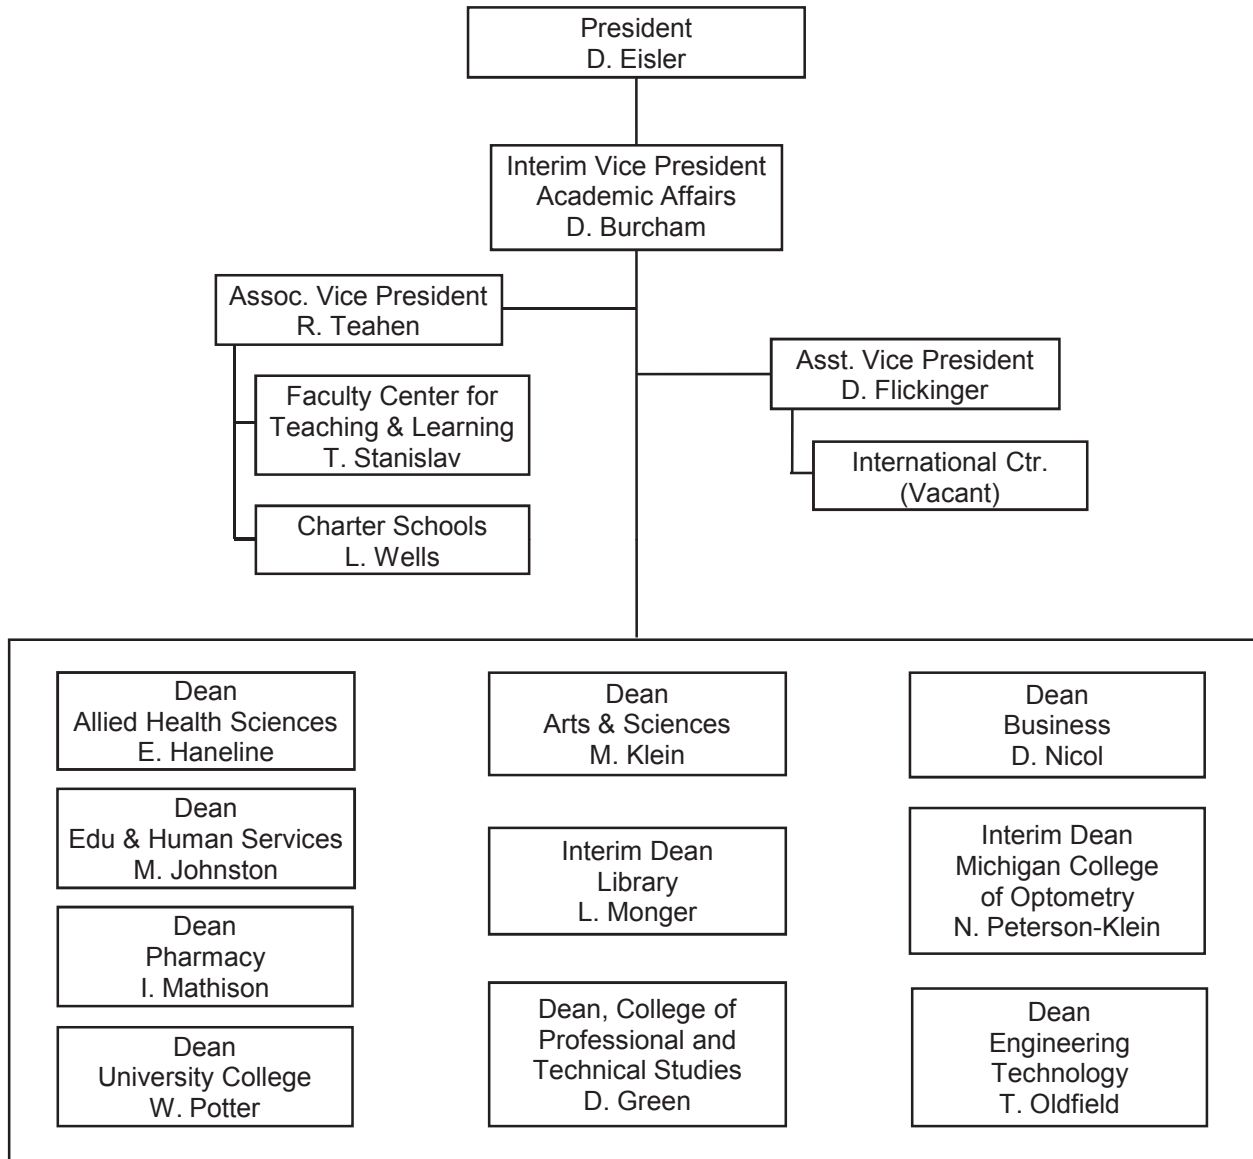 President
D. Eisler
Interim Vice President
Academic Affairs
D. Burcham
Assoc. Vice President
R. Teahen
Faculty Center for
Teaching & Learning
T. Stanislav
Charter Schools
L. Wells
Asst. Vice President
D. Flickinger
International Ctr.
(Vacant)
Dean
Allied Health Sciences
E. Haneline
Dean
Edu & Human Services
M. Johnston
Dean
Pharmacy
I. Mathison
Dean
University College
W. Potter
Dean
Arts & Sciences
M. Klein
Interim Dean
Library
L. Monger
Dean, College of
Professional and
Technical Studies
D. Green
Dean
Business
D. Nicol
Interim Dean
Michigan College
of Optometry
N. Peterson-Klein
Dean
Engineering
Technology
T. Oldfield